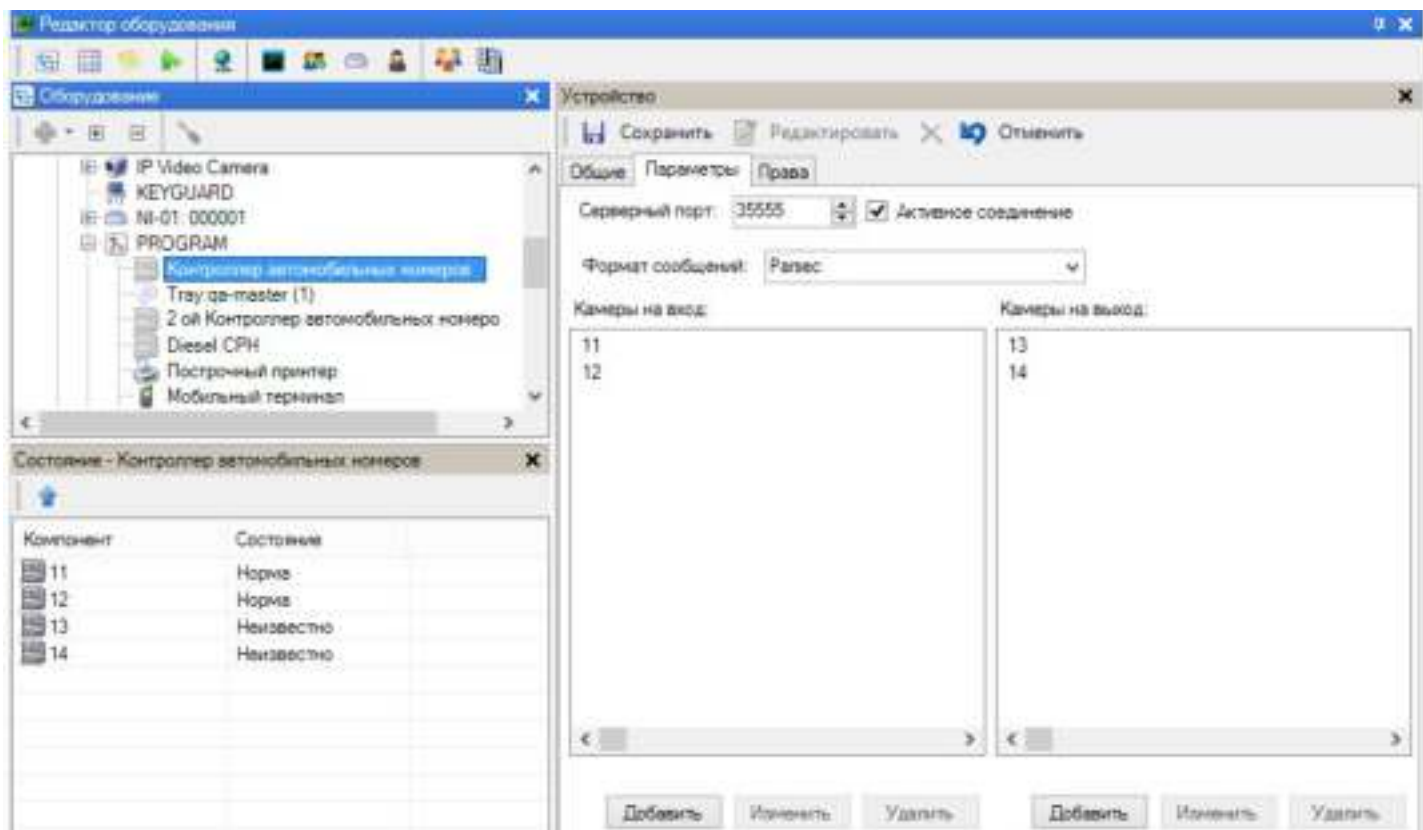 Редактор оборудования
Оборудование
IP Video Camera
KEYGUARD
NI-01: 000001
PROGRAM
Контроллер автомобильных номеров
Tray:qa-master (1)
2 ой Контроллер автомобильных номеро
Diesel CPH
Построчный принтер
Мобильный терминал
Состояние - Контроллер автомобильных номеров
Компонент Состояние
11 Норма
12 Норма
13 Неизвестно
14 Неизвестно
Устройство
Сохранить Редактировать Отменить
Общие Параметры Права
Серверный порт: 35555 Активное соединение
Формат сообщений: Parsec
Камеры на вход: Камеры на выход:
11 13
12 14
Добавить Изменить Удалить Добавить Изменить Удалить